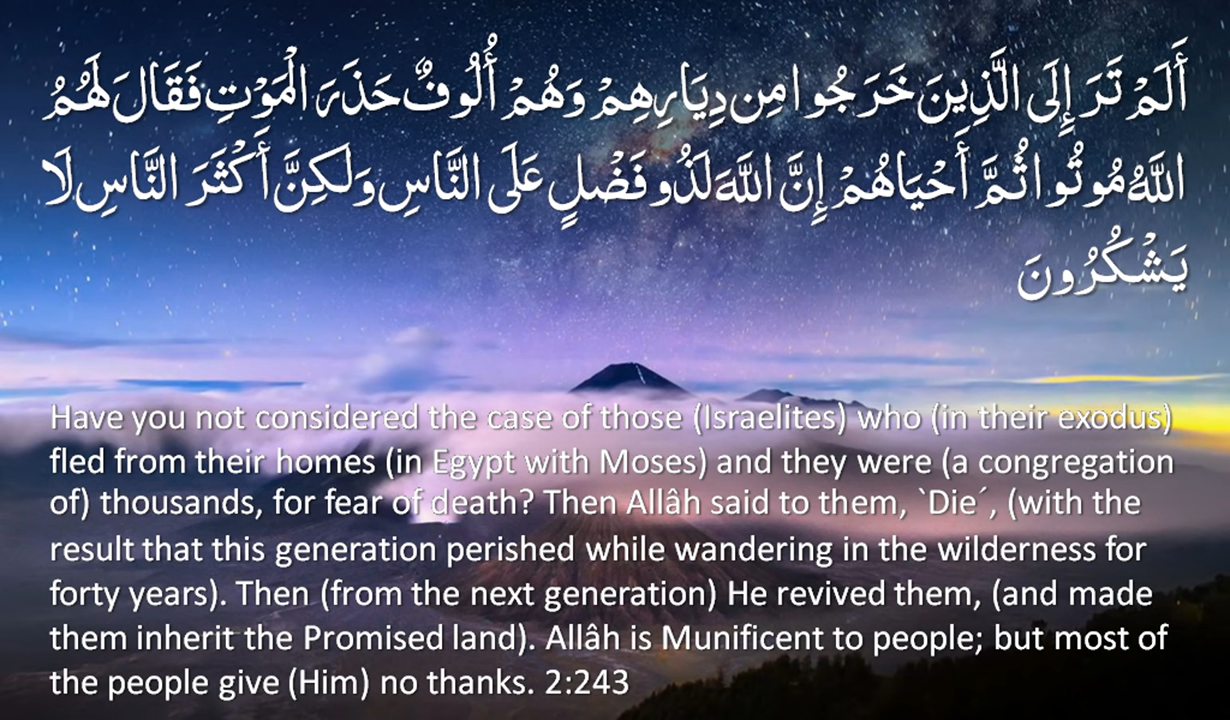 أَلَمْ تَرَ إِلَى الَّذِينَ خَرَجُوا مِن دِيَارِهِمْ وَهُمْ أُلُوفٌ حَذَرَ الْمَوْتِ فَقَالَ لَهُمُ
اللَّهُ مُوتُوا ثُمَّ أَحْيَاهُمْ إِنَّ اللَّهَ لَذُو فَضْلٍ عَلَى النَّاسِ وَلَكِنَّ أَكْثَرَ النَّاسِ لَا
يَشْكُرُونَ
Have you not considered the case of those (Israelites) who (in their exodus)
fled from their homes (in Egypt with Moses) and they were (a congregation
of) thousands, for fear of death? Then Allâh said to them, `Die´, (with the
result that this generation perished while wandering in the wilderness for
forty years). Then (from the next generation) He revived them, (and made
them inherit the Promised land). Allâh is Munificent to people; but most of
the people give (Him) no thanks. 2:243